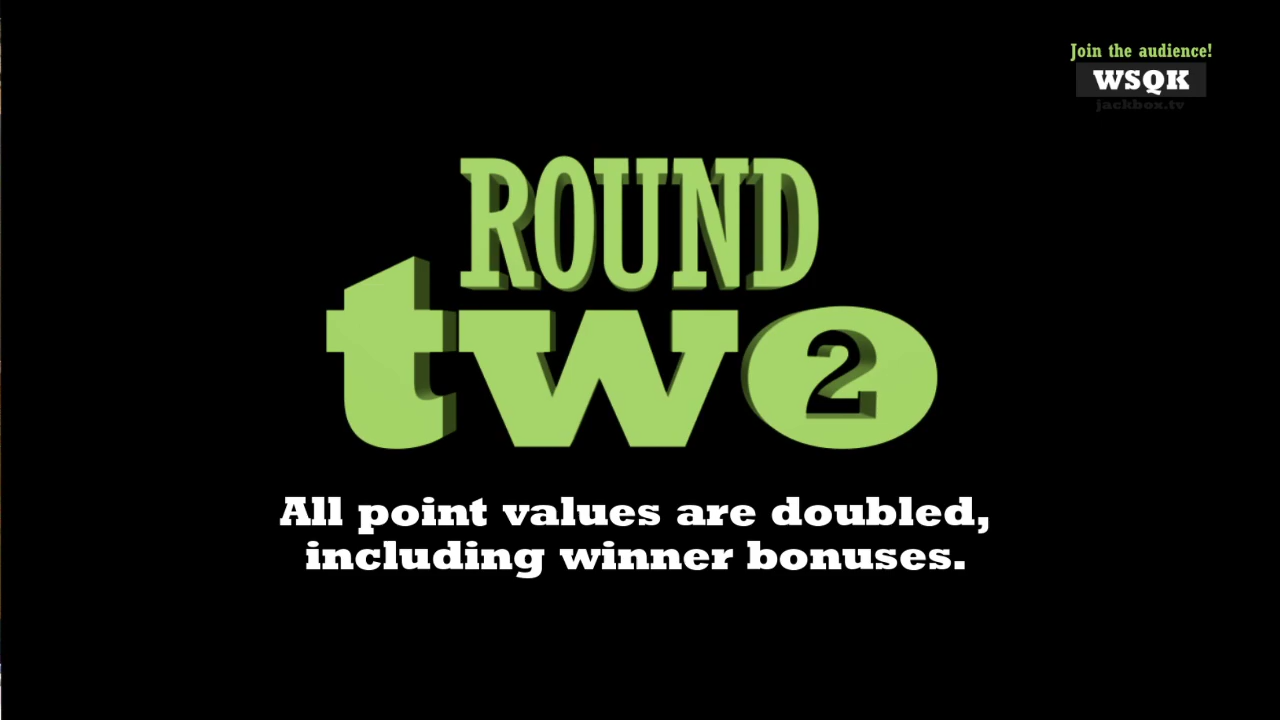 Join the audience!
WSQK
jackbox.tv
ROUND
two
2
All point values are doubled,
including winner bonuses.